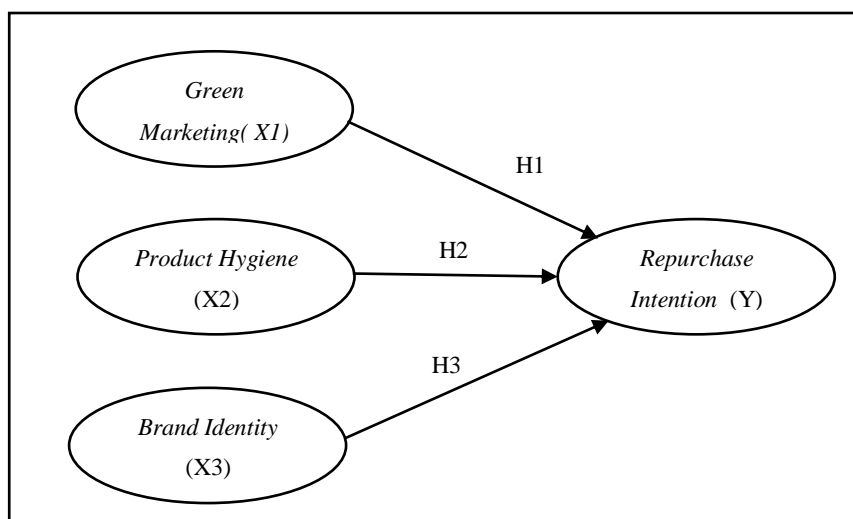 Green
Marketing( X1)
H1
Product Hygiene
(X2)
H2
Repurchase
Intention (Y)
H3
Brand Identity
(X3)